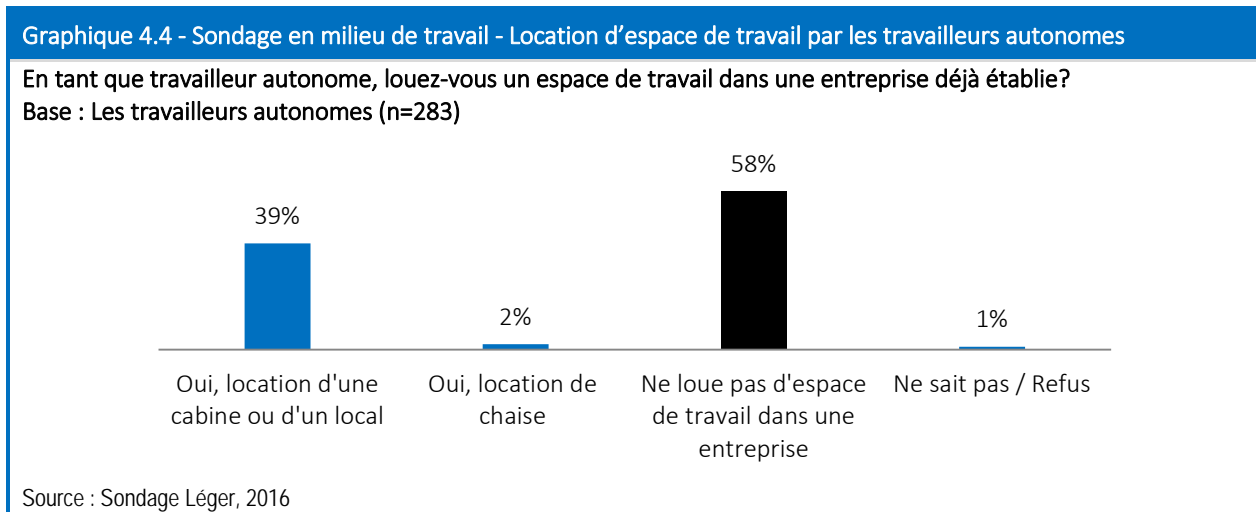 Graphique 4.4 - Sondage en milieu de travail - Location d’espace de travail par les travailleurs autonomes
En tant que travailleur autonome, louez-vous un espace de travail dans une entreprise déjà établie?
Base : Les travailleurs autonomes (n=283)
39%
2%
58%
1%
Oui, location d'une
cabine ou d'un local
Oui, location de
chaise
Ne loue pas d'espace
de travail dans une
entreprise
Ne sait pas / Refus
Source : Sondage Léger, 2016